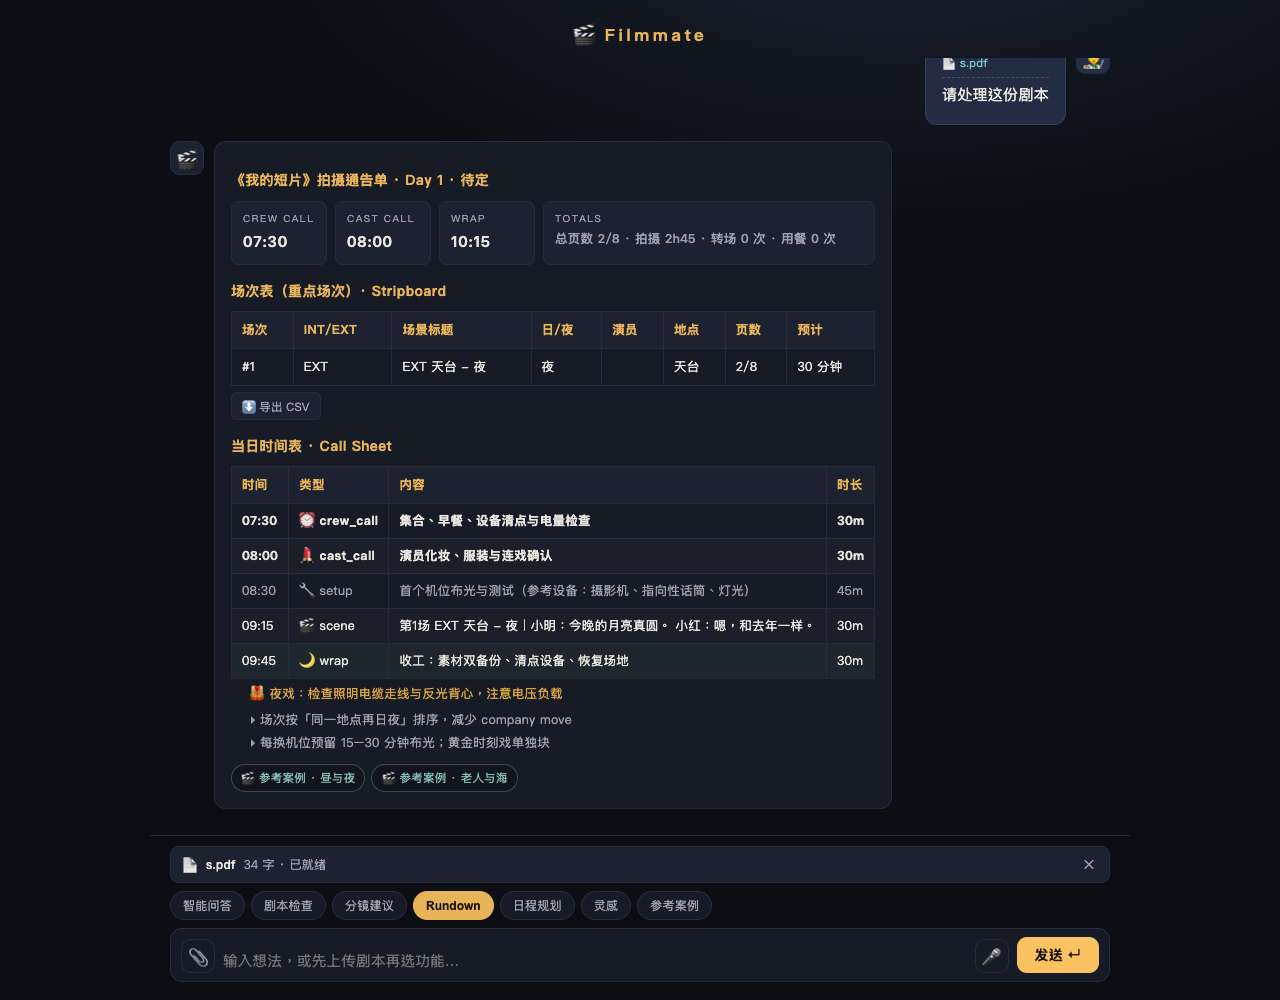 🎬 Filmmate
s.pdf
请处理这份剧本
《我的短片》拍摄通告单 · Day 1 · 待定
CREW CALL
07:30
CAST CALL
08:00
WRAP
10:15
TOTALS
总页数 2/8 · 拍摄 2h45 · 转场 0 次 · 用餐 0 次
场次表（重点场次）· Stripboard
场次 INT/EXT 场景标题 日/夜 演员 地点 页数 预计
#1 EXT EXT 天台 – 夜 夜 天台 2/8 30 分钟
⬇️ 导出 CSV
当日时间表 · Call Sheet
时间 类型 内容 时长
07:30 ⏰ crew_call 集合、早餐、设备清点与电量检查 30m
08:00 💄 cast_call 演员化妆、服装与连戏确认 30m
08:30 🔧 setup 首个机位布光与测试（参考设备：摄影机、指向性话筒、灯光） 45m
09:15 🎬 scene 第1场 EXT 天台 – 夜｜小明：今晚的月亮真圆。 小红：嗯，和去年一样。 30m
09:45 🌙 wrap 收工：素材双备份、清点设备、恢复场地 30m
🦺 夜戏：检查照明电缆走线与反光背心，注意电压负载
场次按「同一地点再日夜」排序，减少 company move
每换机位预留 15–30 分钟布光；黄金时刻戏单独块
🎬 参考案例 · 昼与夜
🎬 参考案例 · 老人与海
s.pdf 34 字 · 已就绪 ×
智能问答 剧本检查 分镜建议 Rundown 日程规划 灵感 参考案例
输入想法，或先上传剧本再选功能…
发送 ↵